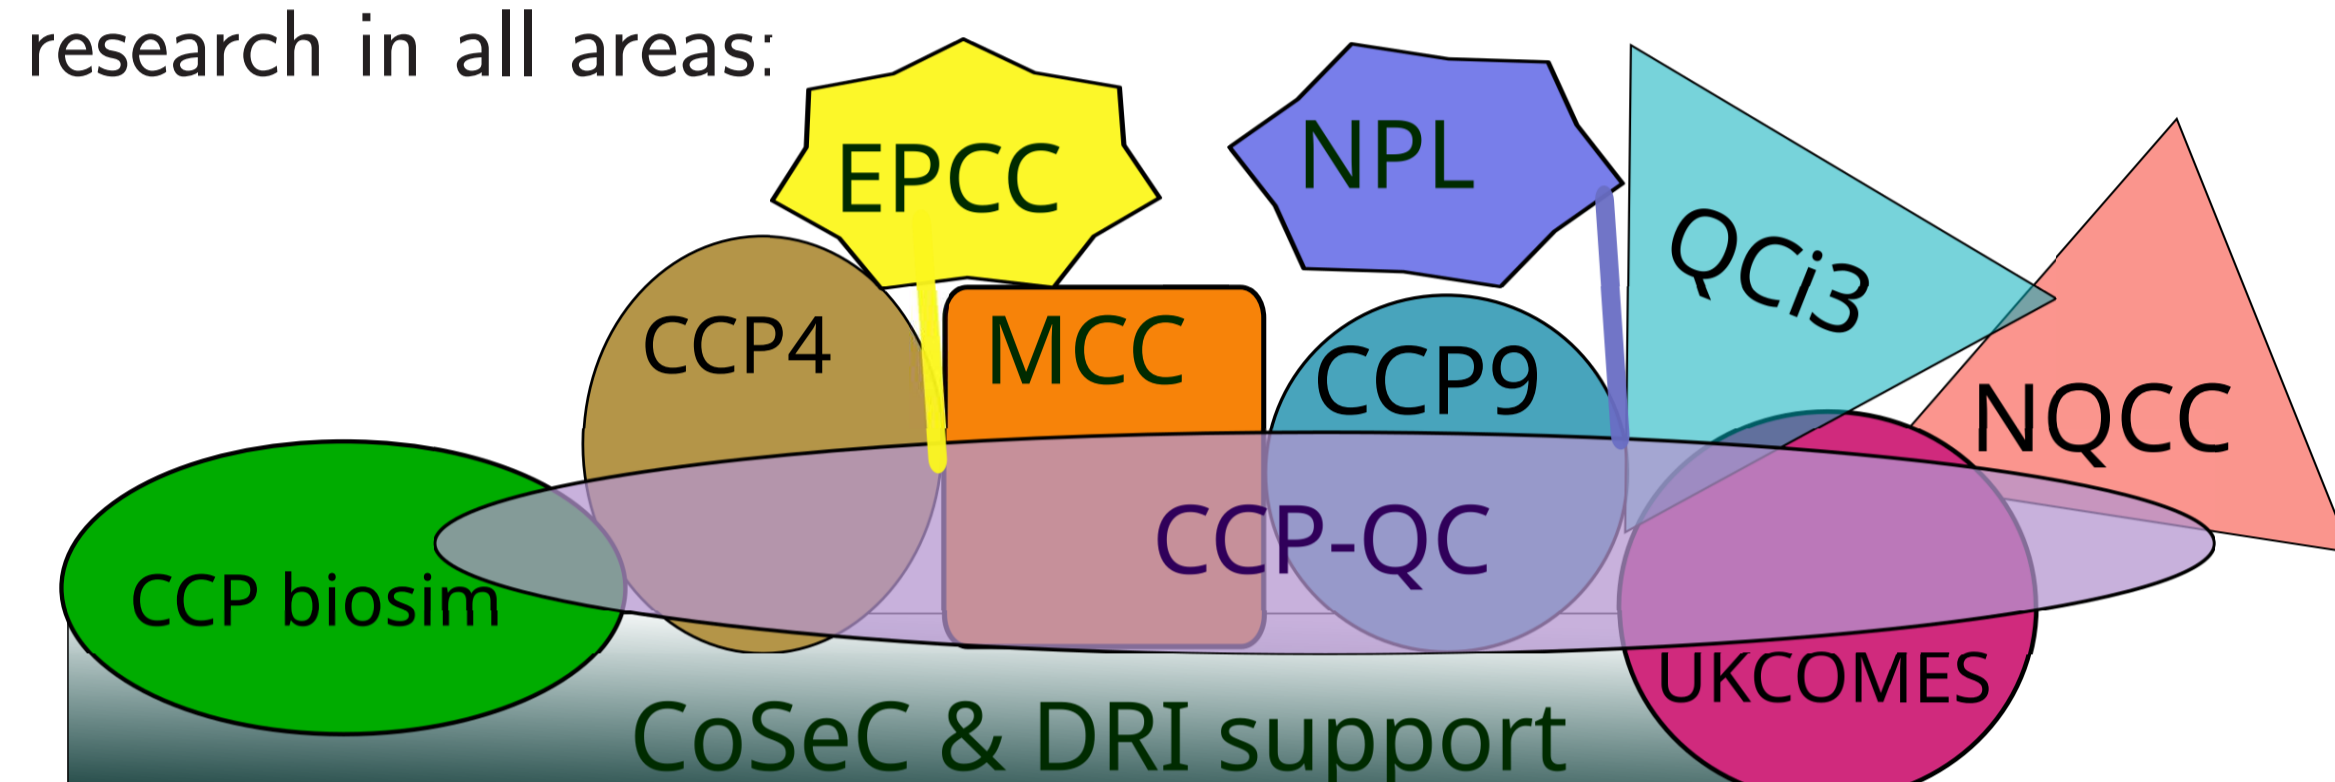 research in all areas:
EPCC
NPL
QCi3
CCP4
MCC
CCP9
NQCC
CCP-QC
CCP biosim
UKCOMES
CoSeC & DRI support